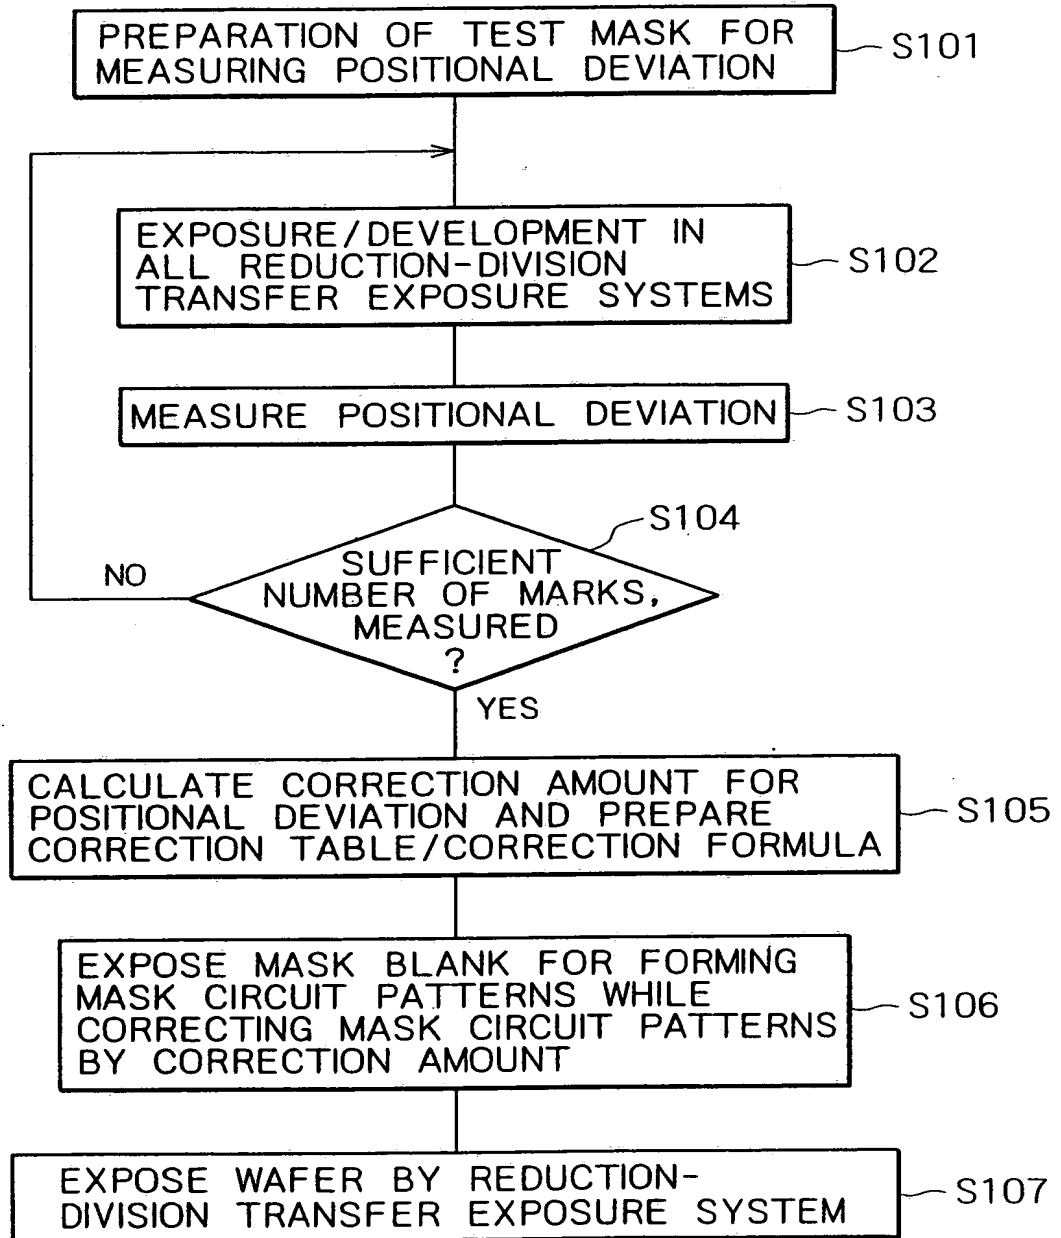 PREPARATION OF TEST MASK FOR
MEASURING POSITIONAL DEVIATION
S101
EXPOSURE/DEVELOPMENT IN
ALL REDUCTION-DIVISION
TRANSFER EXPOSURE SYSTEMS
S102
MEASURE POSITIONAL DEVIATION
S103
S104
SUFFICIENT
NUMBER OF MARKS,
MEASURED
?
NO
YES
CALCULATE CORRECTION AMOUNT FOR
POSITIONAL DEVIATION AND PREPARE
CORRECTION TABLE/CORRECTION FORMULA
S105
EXPOSE MASK BLANK FOR FORMING
MASK CIRCUIT PATTERNS WHILE
CORRECTING MASK CIRCUIT PATTERNS
BY CORRECTION AMOUNT
S106
EXPOSE WAFER BY REDUCTION-
DIVISION TRANSFER EXPOSURE SYSTEM
S107